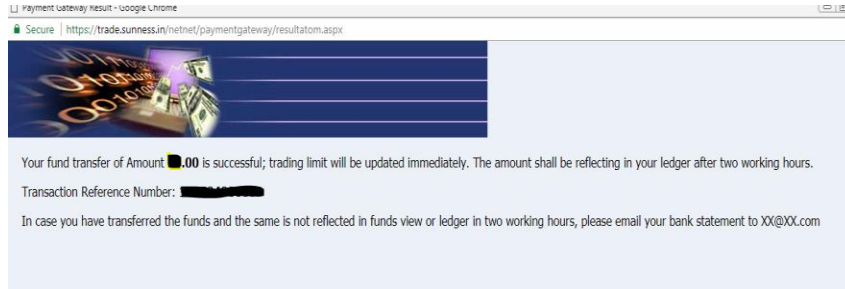 Payment Gateway Result - Google Chrome
Secure | https://trade.sunness.in/netnet/paymentgateway/resultatom.aspx
Your fund transfer of Amount .00 is successful; trading limit will be updated immediately. The amount shall be reflecting in your ledger after two working hours.
Transaction Reference Number:
In case you have transferred the funds and the same is not reflected in funds view or ledger in two working hours, please email your bank statement to XX@XX.com